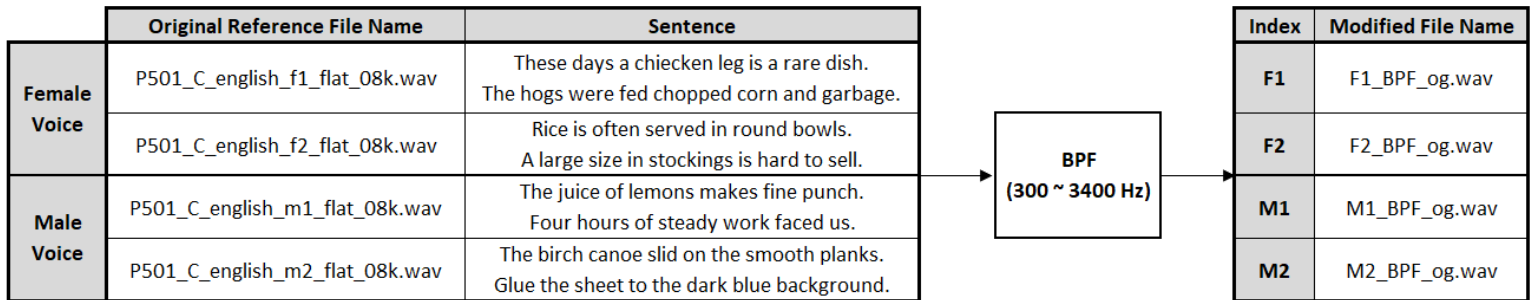 Original Reference File Name Sentence Index Modified File Name
Female Voice
P501_C_english_f1_flat_08k.wav
These days a chiecken leg is a rare dish.
The hogs were fed chopped corn and garbage.
P501_C_english_f2_flat_08k.wav
Rice is often served in round bowls.
A large size in stockings is hard to sell.
Male Voice
P501_C_english_m1_flat_08k.wav
The juice of lemons makes fine punch.
Four hours of steady work faced us.
P501_C_english_m2_flat_08k.wav
The birch canoe slid on the smooth planks.
Glue the sheet to the dark blue background.
BPF
(300 ~ 3400 Hz)
F1 F1_BPF_og.wav
F2 F2_BPF_og.wav
M1 M1_BPF_og.wav
M2 M2_BPF_og.wav